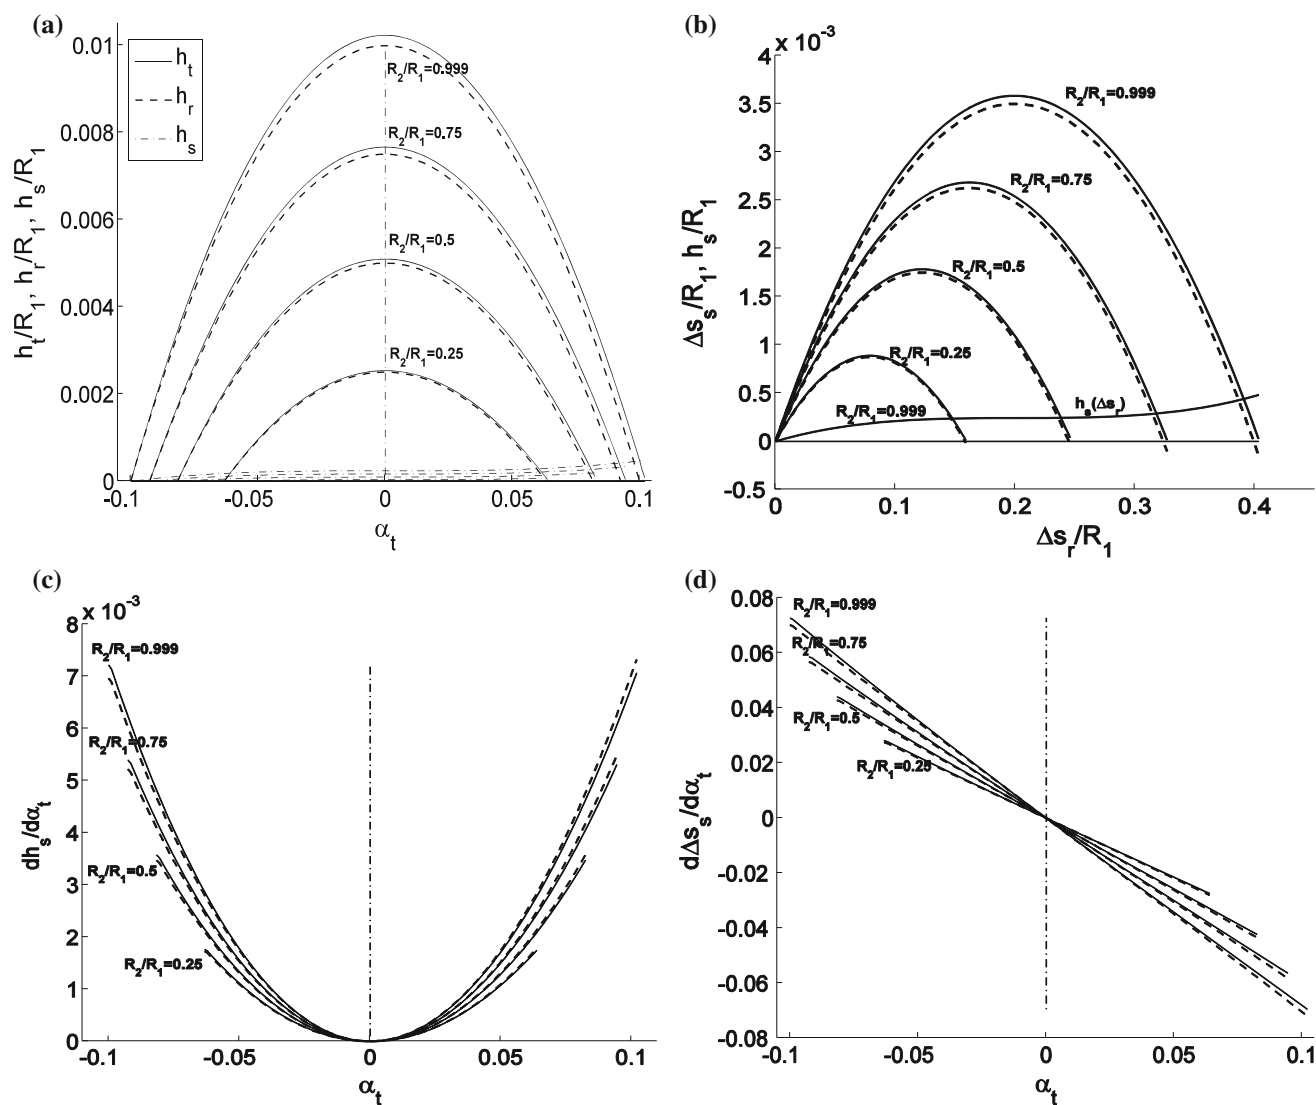 (a)
h_t/R_1, h_r/R_1, h_s/R_1
0.01
0.008
0.006
0.004
0.002
0
h_t
h_r
h_s
R_2/R_1=0.999
R_2/R_1=0.75
R_2/R_1=0.5
R_2/R_1=0.25
-0.1
-0.05
0
0.05
0.1
α_t
(b)
x 10^-3
Δs_s/R_1, h_s/R_1
4
3.5
3
2.5
2
1.5
1
0.5
0
-0.5
R_2/R_1=0.999
R_2/R_1=0.75
R_2/R_1=0.5
R_2/R_1=0.25
R_2/R_1=0.999
h_s(Δs_r)
0
0.1
0.2
0.3
0.4
Δs_r/R_1
(c)
x 10^-3
dh_s/dα_t
8
7
6
5
4
3
2
1
0
R_2/R_1=0.999
R_2/R_1=0.75
R_2/R_1=0.5
R_2/R_1=0.25
-0.1
-0.05
0
0.05
0.1
α_t
(d)
dΔs_s/dα_t
0.08
0.06
0.04
0.02
0
-0.02
-0.04
-0.06
-0.08
R_2/R_1=0.999
R_2/R_1=0.75
R_2/R_1=0.5
R_2/R_1=0.25
-0.1
-0.05
0
0.05
0.1
α_t